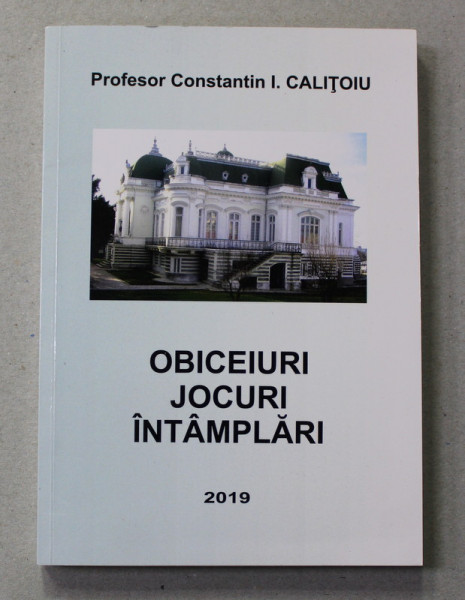 Profesor Constantin I. CALIŢOIU
OBICEIURI
JOCURI
ÎNTÂMPLĂRI
2019